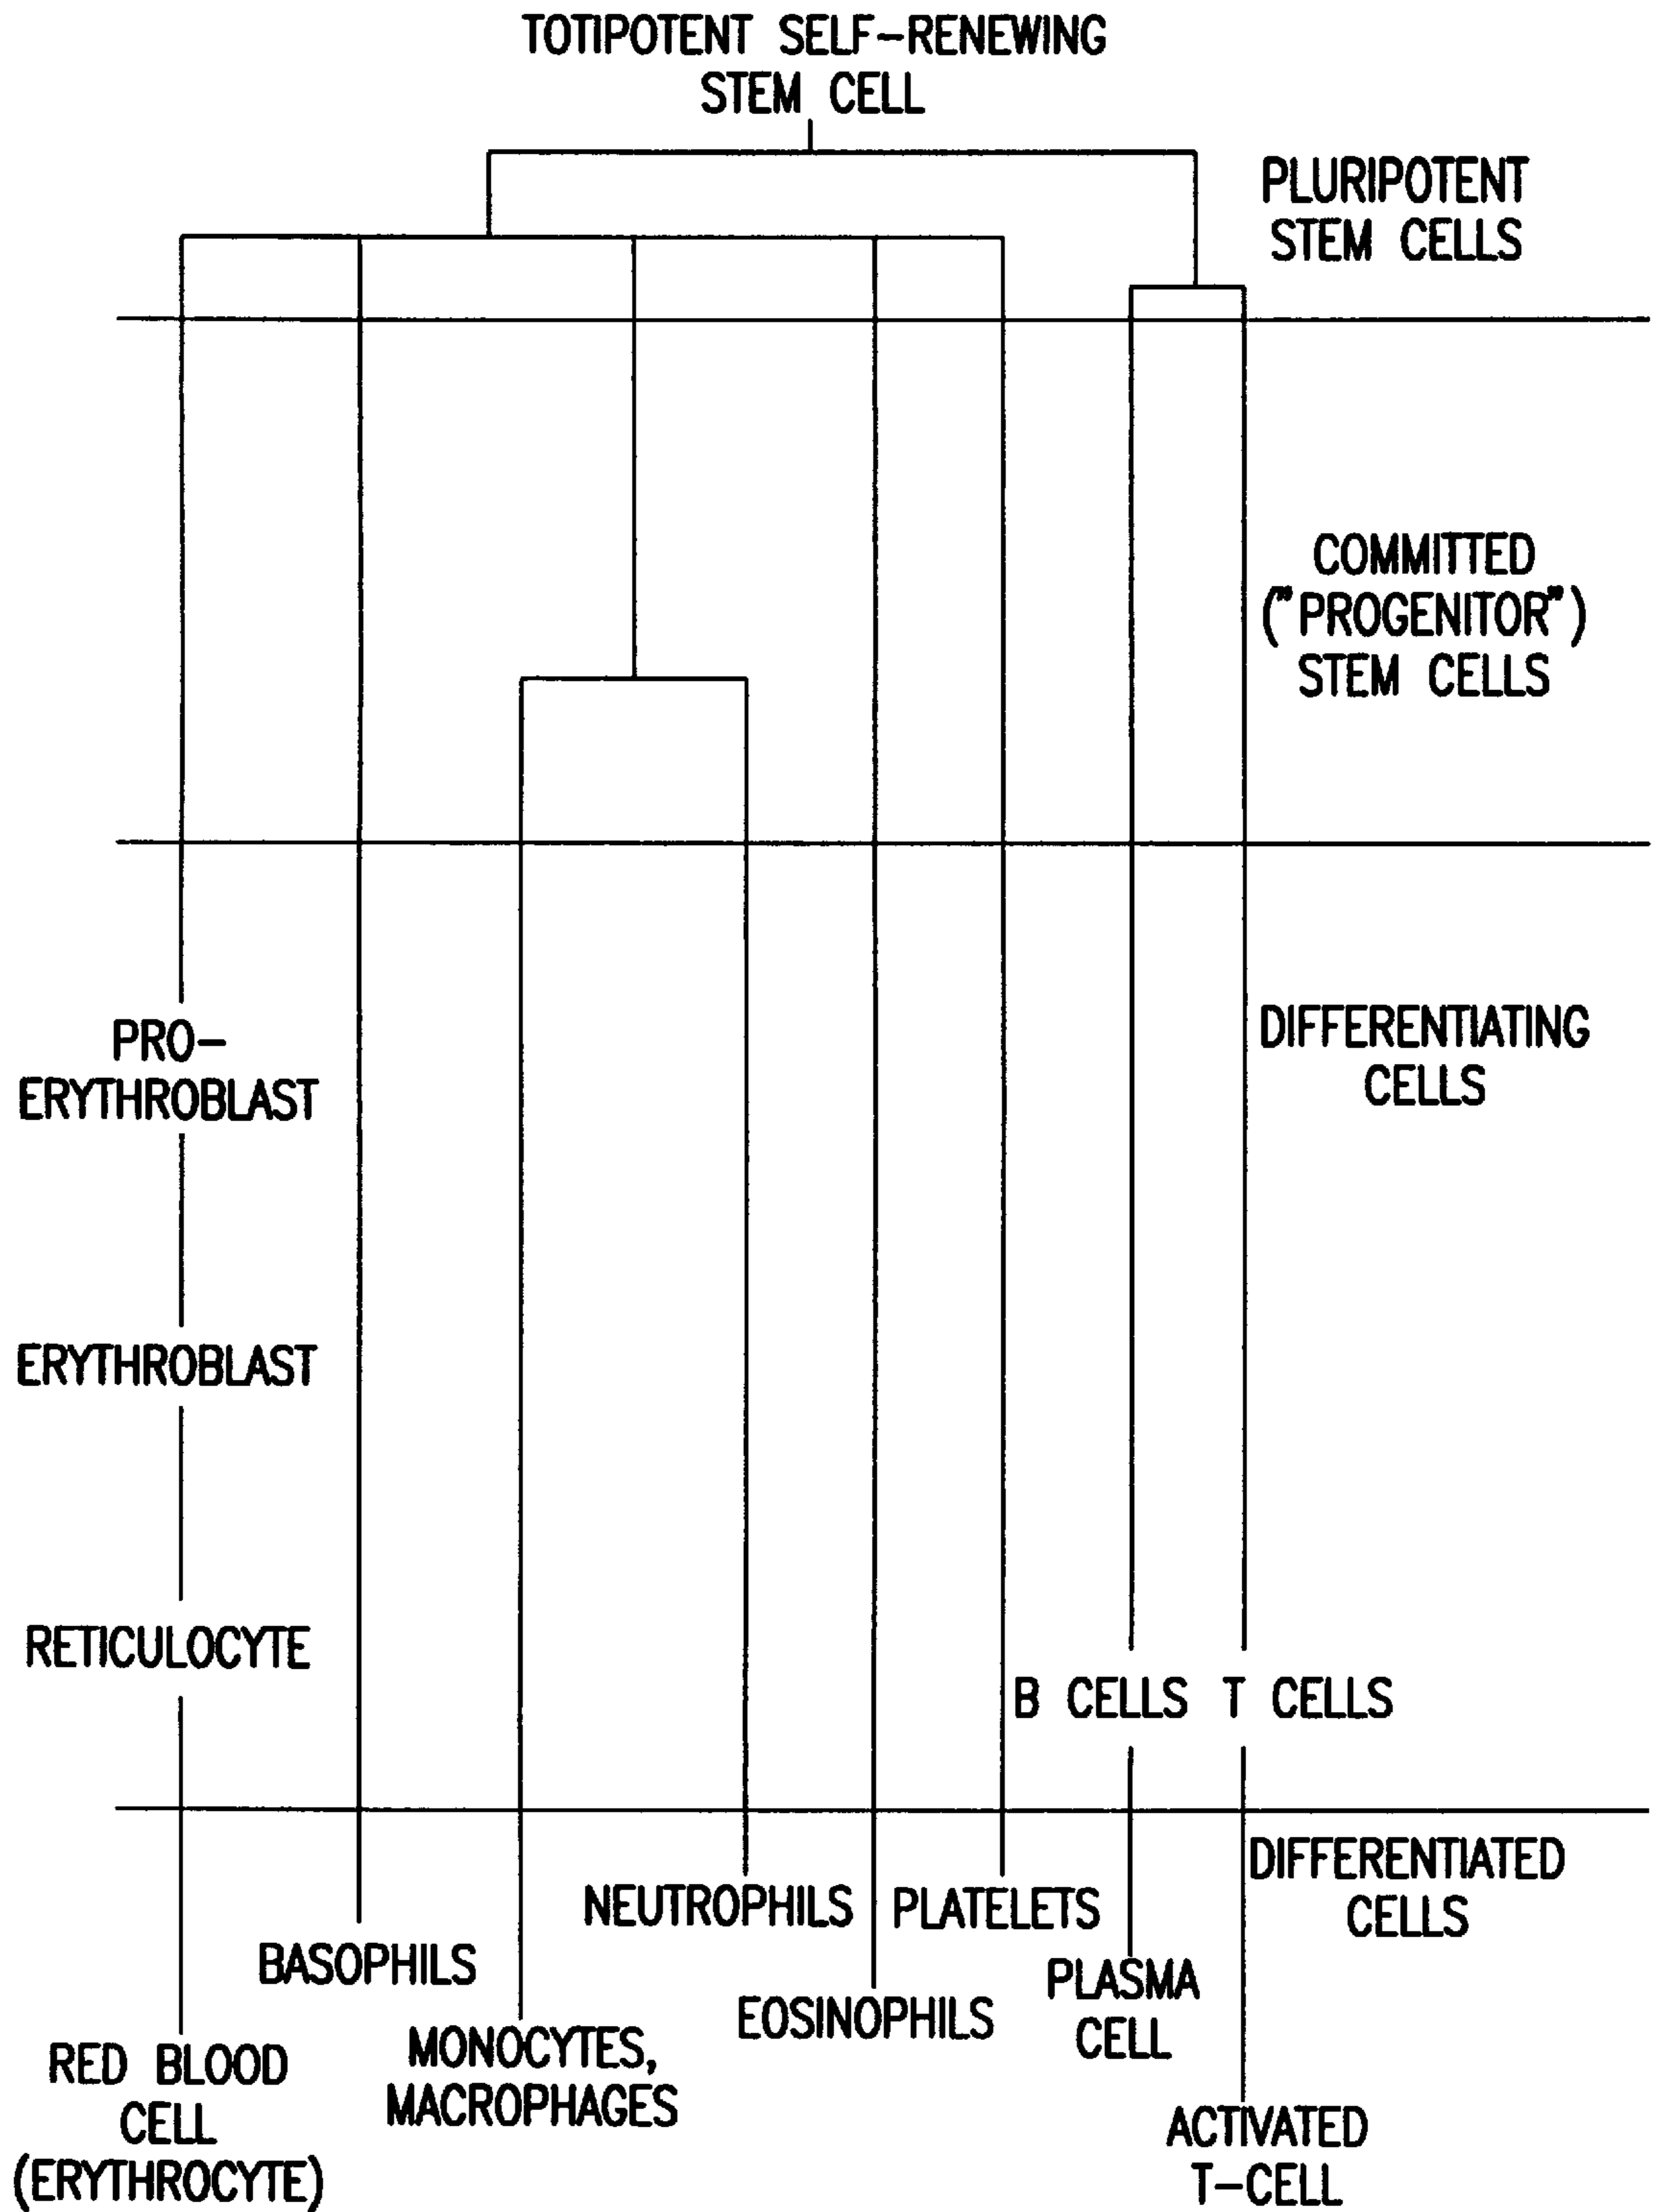 TOTIPOTENT SELF-RENEWING
STEM CELL
PLURIPOTENT
STEM CELLS
COMMITTED
("PROGENITOR")
STEM CELLS
PRO-
ERYTHROBLAST
DIFFERENTIATING
CELLS
ERYTHROBLAST
RETICULOCYTE
B CELLS
T CELLS
DIFFERENTIATED
CELLS
NEUTROPHILS
PLATELETS
BASOPHILS
EOSINOPHILS
PLASMA
CELL
MONOCYTES,
MACROPHAGES
RED BLOOD
CELL
(ERYTHROCYTE)
ACTIVATED
T-CELL